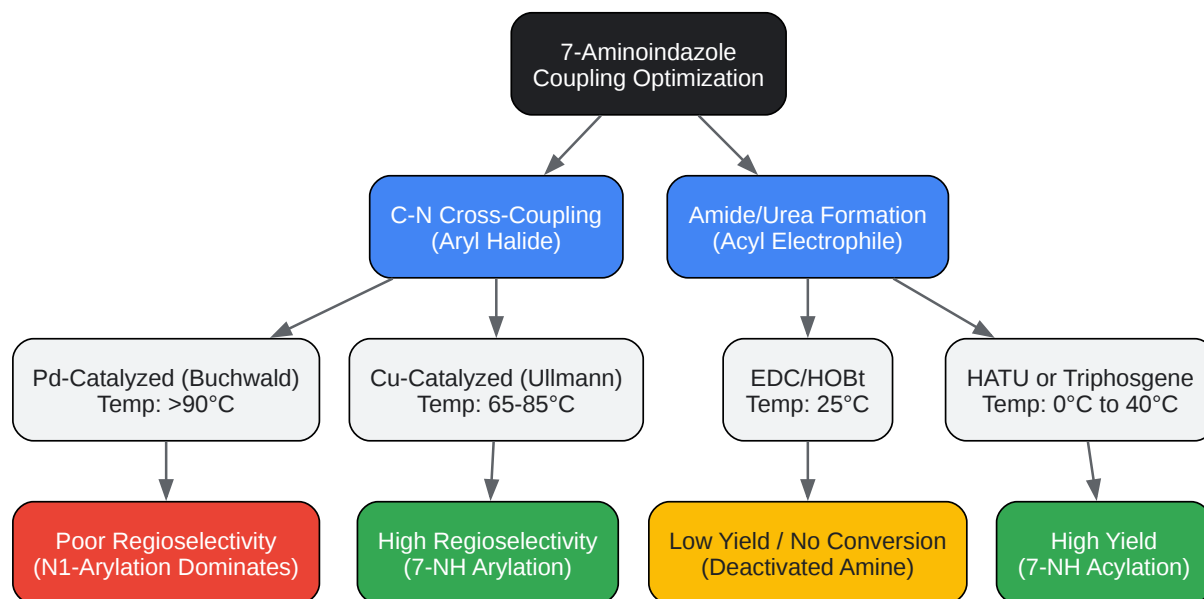 7-Aminoindazole
Coupling Optimization
C-N Cross-Coupling
(Aryl Halide)
Amide/Urea Formation
(Acyl Electrophile)
Pd-Catalyzed (Buchwald)
Temp: >90°C
Cu-Catalyzed (Ullmann)
Temp: 65-85°C
EDC/HOBt
Temp: 25°C
HATU or Triphosgene
Temp: 0°C to 40°C
Poor Regioselectivity
(N1-Arylation Dominates)
High Regioselectivity
(7-NH Arylation)
Low Yield / No Conversion
(Deactivated Amine)
High Yield
(7-NH Acylation)